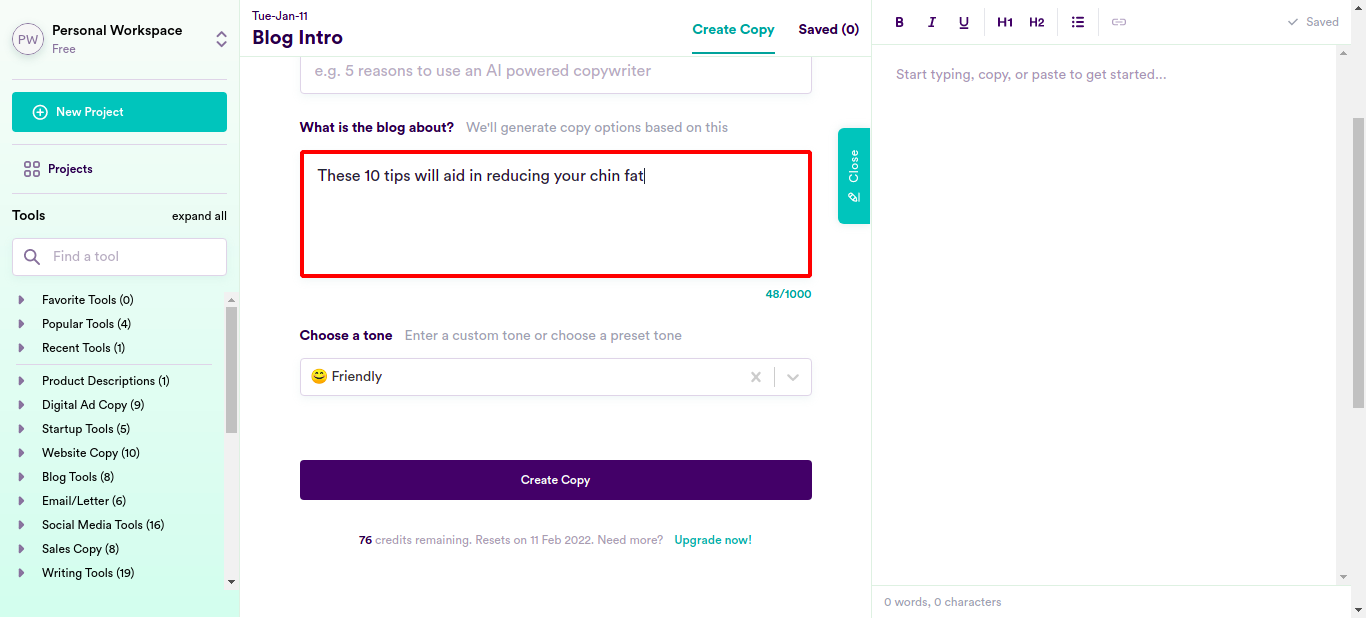 PW
Personal Workspace
Free
New Project
Projects
Tools
expand all
Find a tool
Favorite Tools (0)
Popular Tools (4)
Recent Tools (1)
Product Descriptions (1)
Digital Ad Copy (9)
Startup Tools (5)
Website Copy (10)
Blog Tools (8)
Email/Letter (6)
Social Media Tools (16)
Sales Copy (8)
Writing Tools (19)
Tue-Jan-11
Blog Intro
Create Copy
Saved (0)
e.g. 5 reasons to use an AI powered copywriter
What is the blog about? We'll generate copy options based on this
These 10 tips will aid in reducing your chin fat
48/1000
Choose a tone Enter a custom tone or choose a preset tone
😊 Friendly
Create Copy
76 credits remaining. Resets on 11 Feb 2022. Need more? Upgrade now!
Close
B I U H1 H2
Saved
Start typing, copy, or paste to get started...
0 words, 0 characters